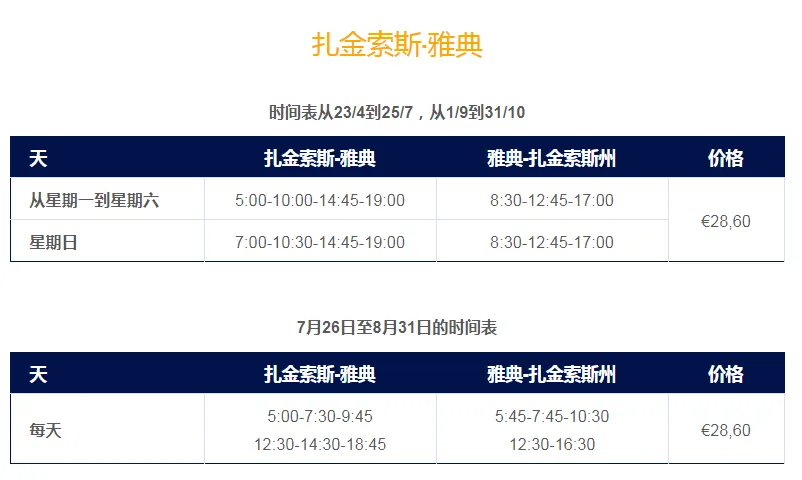 扎金索斯·雅典
时间表从23/4到25/7，从1/9到31/10
天 扎金索斯-雅典 雅典-扎金索斯州 价格
从星期一到星期六 5:00-10:00-14:45-19:00 8:30-12:45-17:00 €28,60
星期日 7:00-10:30-14:45-19:00 8:30-12:45-17:00
7月26日至8月31日的时间表
天 扎金索斯-雅典 雅典-扎金索斯州 价格
每天 5:00-7:30-9:45 5:45-7:45-10:30 €28,60
12:30-14:30-18:45 12:30-16:30